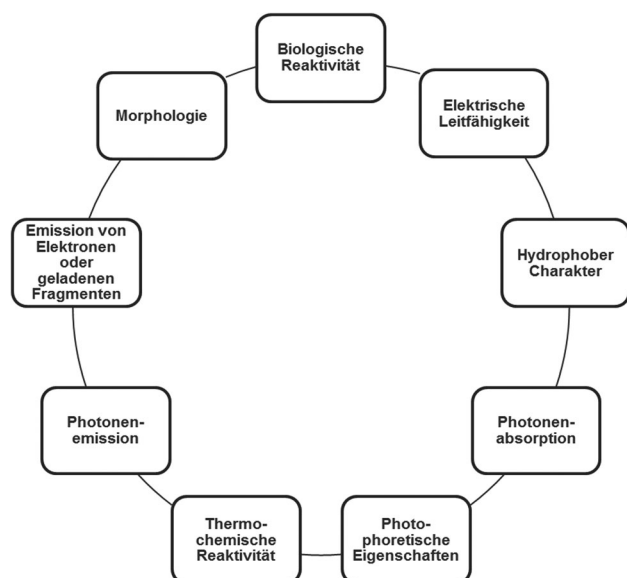 Biologische
Reaktivität
Elektrische
Leitfähigkeit
Hydrophober
Charakter
Photonen-
absorption
Photo-
phoretische
Eigenschaften
Thermo-
chemische
Reaktivität
Photonen-
emission
Emission von
Elektronen
oder
geladenen
Fragmenten
Morphologie